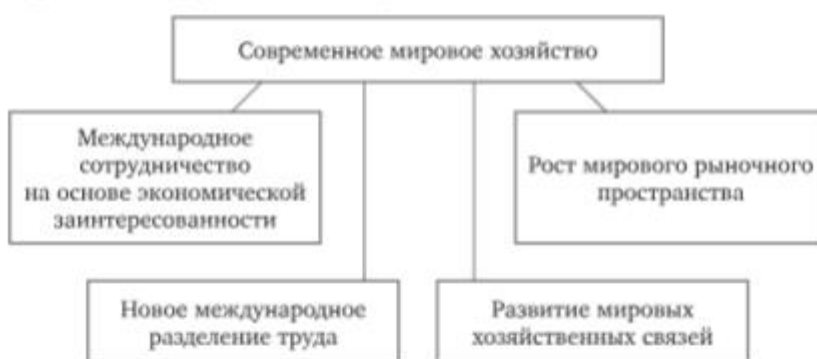 Современное мировое хозяйство
Международное
сотрудничество
на основе экономической
заинтересованности
Рост мирового рыночного
пространства
Новое международное
разделение труда
Развитие мировых
хозяйственных связей